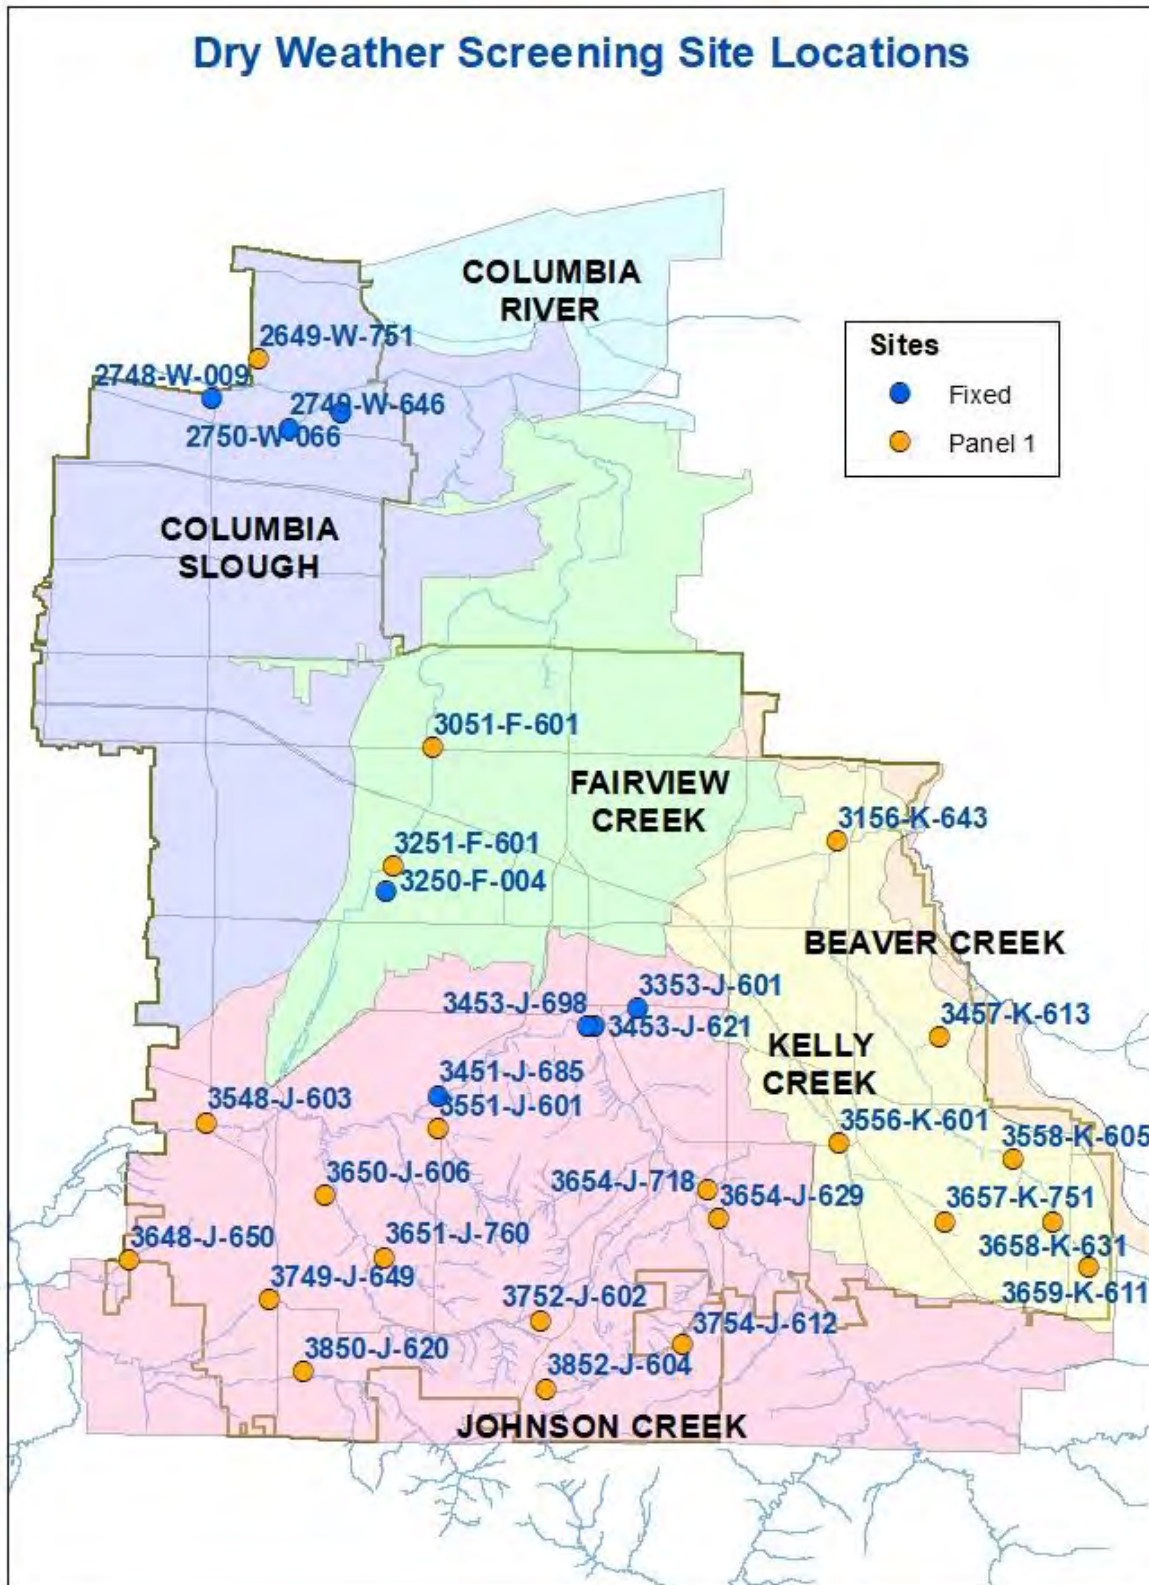 Dry Weather Screening Site Locations
COLUMBIA
RIVER
2649-W-751
Sites
2748-W-009
Fixed
2749-W-646
2750-W-066
Panel 1
COLUMBIA
SLOUGH
3051-F-601
FAIRVIEW
CREEK
3156-K-643
3251-F-601
3250-F-004
BEAVER CREEK
3353-J-601
3453-J-698
3453-J-621
3457-K-613
KELLY
CREEK
3451-J-685
3551-J-601
3548-J-603
3556-K-601
3558-K-605
3650-J-606
3654-J-718
3654-J-629
3657-K-751
3648-J-650
3651-J-760
3658-K-631
3749-J-649
3659-K-611
3752-J-602
3754-J-612
3850-J-620
3852-J-604
JOHNSON CREEK